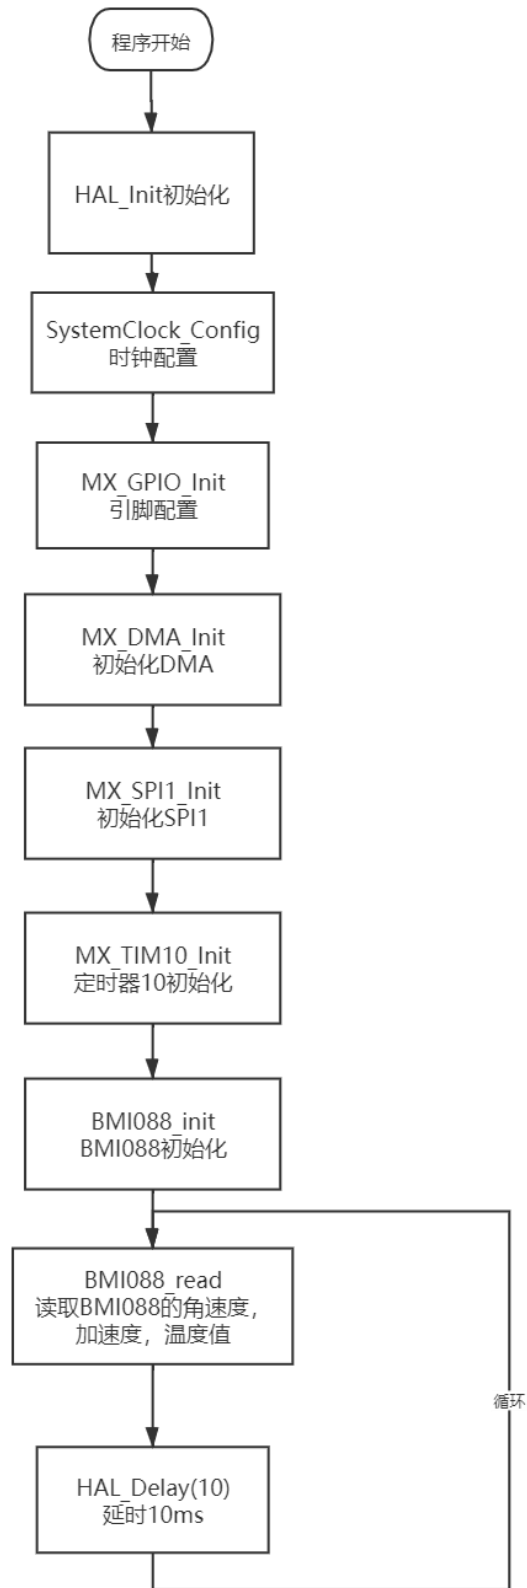 程序开始
HAL_Init初始化
SystemClock_Config
时钟配置
MX_GPIO_Init
引脚配置
MX_DMA_Init
初始化DMA
MX_SPI1_Init
初始化SPI1
MX_TIM10_Init
定时器10初始化
BMI088_init
BMI088初始化
BMI088_read
读取BMI088的角速度，
加速度，温度值
循环
HAL_Delay(10)
延时10ms